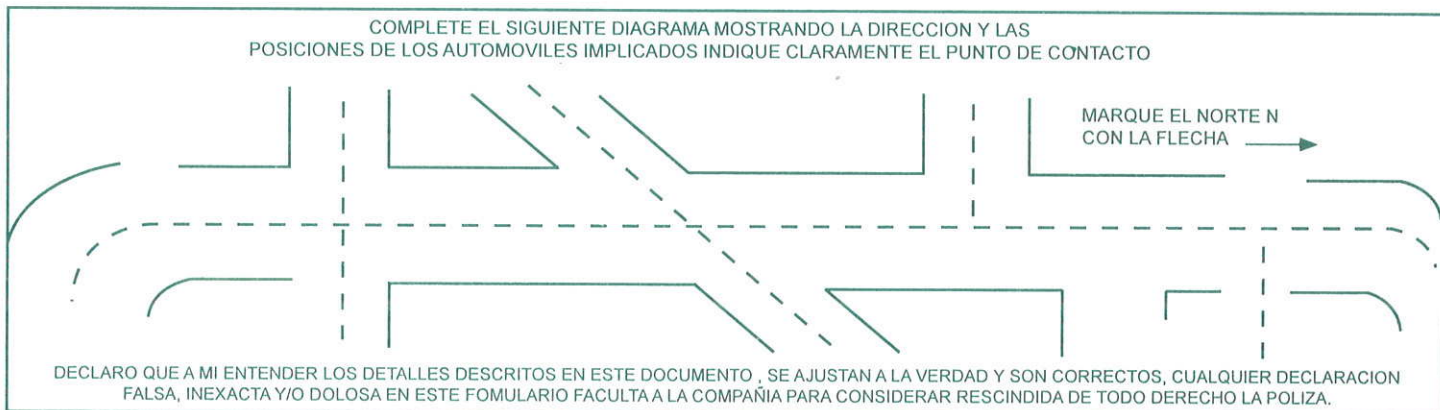 COMPLETE EL SIGUIENTE DIAGRAMA MOSTRANDO LA DIRECCION Y LAS
POSICIONES DE LOS AUTOMOVILES IMPLICADOS INDIQUE CLARAMENTE EL PUNTO DE CONTACTO
MARQUE EL NORTE N
CON LA FLECHA
DECLARO QUE A MI ENTENDER LOS DETALLES DESCRITOS EN ESTE DOCUMENTO , SE AJUSTAN A LA VERDAD Y SON CORRECTOS, CUALQUIER DECLARACION
FALSA, INEXACTA Y/O DOLOSA EN ESTE FOMULARIO FACULTA A LA COMPAÑIA PARA CONSIDERAR RESCINDIDA DE TODO DERECHO LA POLIZA.